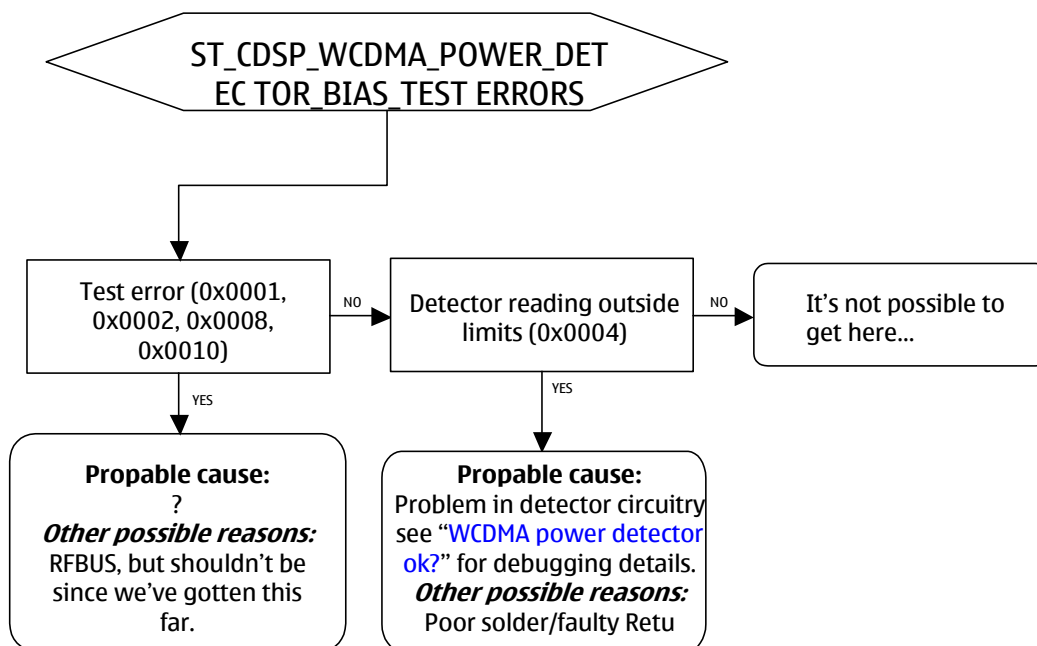 ST_CDSP_WCDMA_POWER_DET
EC TOR_BIAS_TEST ERRORS
Test error (0x0001,
0x0002, 0x0008,
0x0010)
NO
Detector reading outside
limits (0x0004)
NO
It's not possible to
get here...
YES
YES
Propable cause:
?
Other possible reasons:
RFBUS, but shouldn't be
since we've gotten this
far.
Propable cause:
Problem in detector circuitry
see “WCDMA power detector
ok?” for debugging details.
Other possible reasons:
Poor solder/faulty Retu